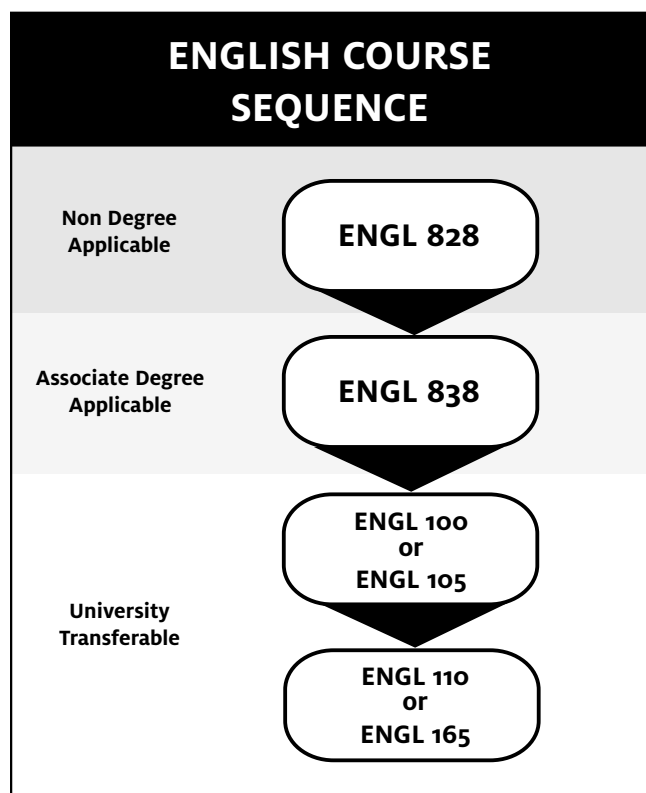 ENGLISH COURSE
SEQUENCE
Non Degree
Applicable
ENGL 828
Associate Degree
Applicable
ENGL 838
University
Transferable
ENGL 100
or
ENGL 105
ENGL 110
or
ENGL 165